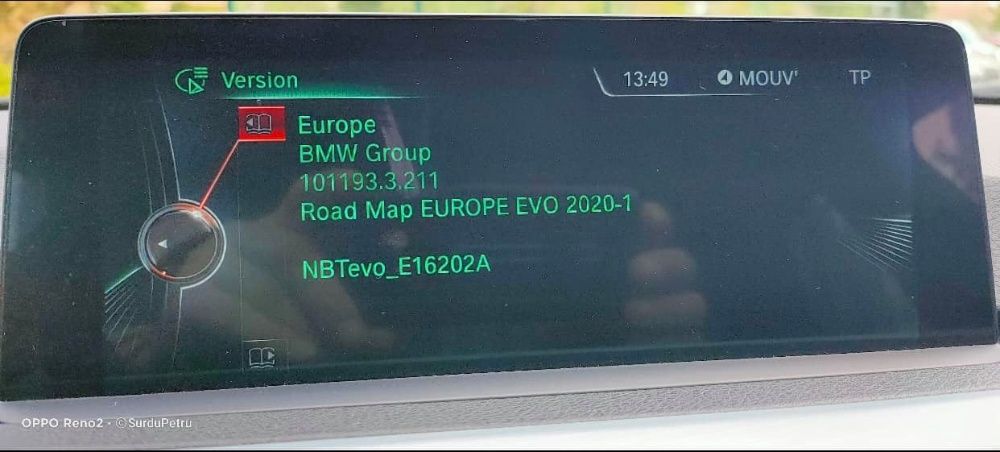 Version
13:49
MOUV'
TP
Europe
BMW Group
101193.3.211
Road Map EUROPE EVO 2020-1
NBTevo_E16202A
OPPO Reno2 · ©SurduPetru